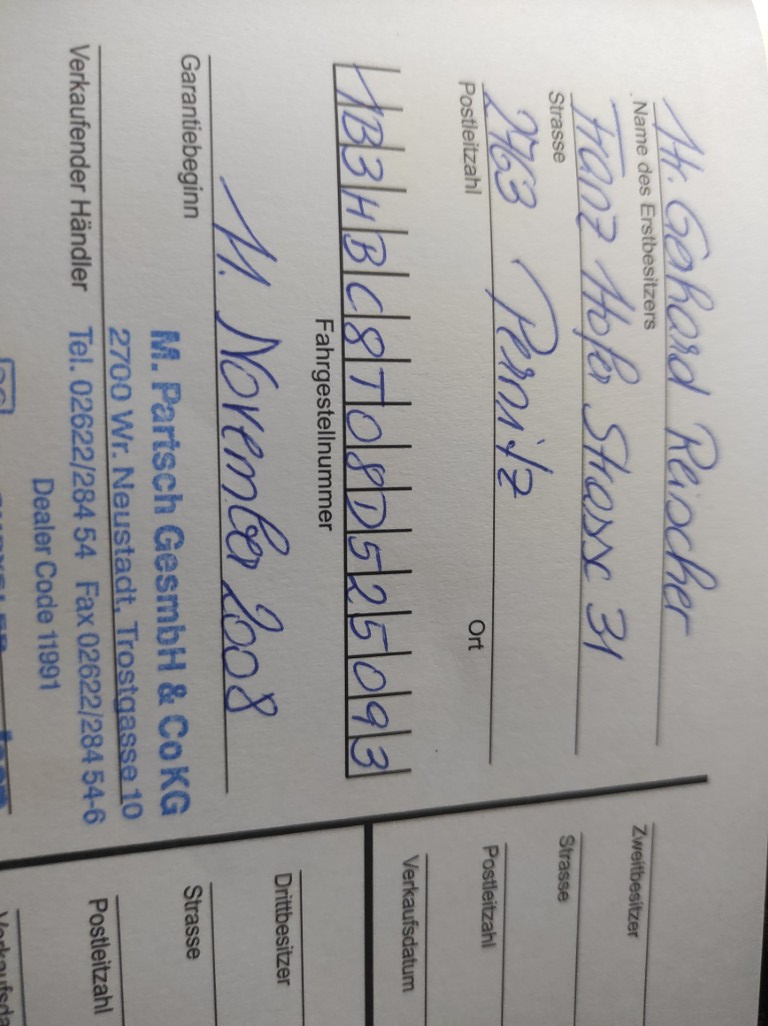 Hr. Gerhard Reischer
Name des Erstbesitzers
Franz Hofer Strasse 31
Strasse
2763 Pernitz
Postleitzahl Ort
1B3HBC8T08D525093
Fahrgestellnummer
11. November 2008
Garantiebeginn
M. Partsch GesmbH & Co KG
2700 Wr. Neustadt, Trostgasse 10
Verkaufender Händler Tel. 02622/284 54 Fax 02622/284 54-6
Dealer Code 11991
Zweitbesitzer
Strasse
Postleitzahl
Verkaufsdatum
Drittbesitzer
Strasse
Postleitzahl